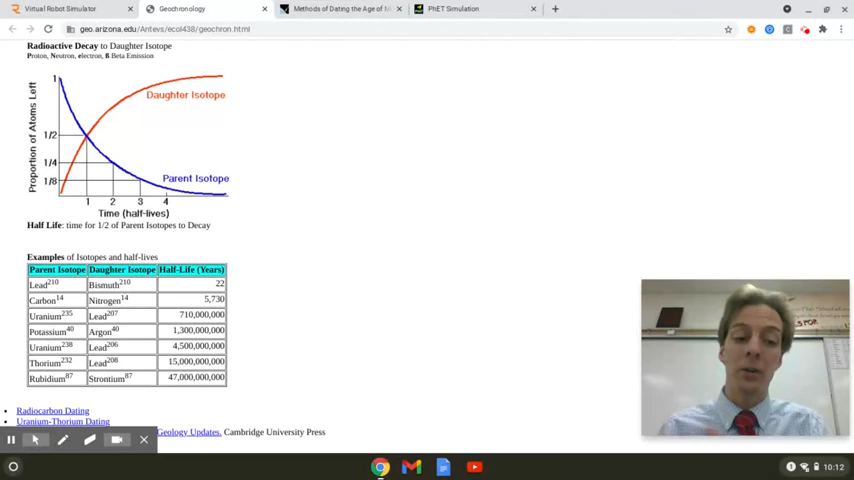 Virtual Robot Simulator
Geochronology
Methods of Dating the Age of M
PhET Simulation
geo.arizona.edu/Antevs/ecol438/geochron.html
Radioactive Decay to Daughter Isotope
Proton, Neutron, electron, ß Beta Emission
Proportion of Atoms Left
1
1/2
1/4
1/8
Daughter Isotope
Parent Isotope
1 2 3 4
Time (half-lives)
Half Life: time for 1/2 of Parent Isotopes to Decay
Examples of Isotopes and half-lives
Parent Isotope Daughter Isotope Half-Life (Years)
Lead210 Bismuth210 22
Carbon14 Nitrogen14 5,730
Uranium235 Lead207 710,000,000
Potassium40 Argon40 1,300,000,000
Uranium238 Lead206 4,500,000,000
Thorium232 Lead208 15,000,000,000
Rubidium87 Strontium87 47,000,000,000
Radiocarbon Dating
Uranium-Thorium Dating
Geology Updates. Cambridge University Press
10:12